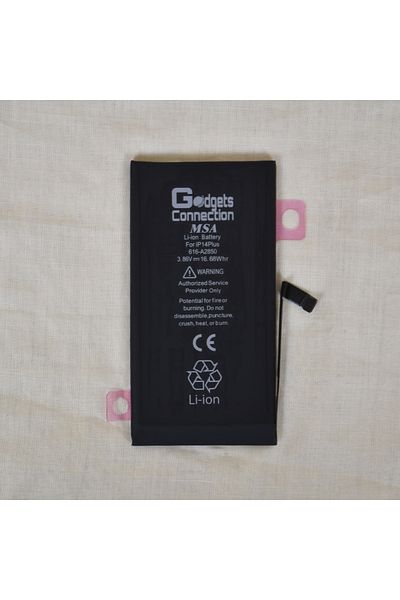 Gadgets
Connection
MSA
Li-ion Battery
For IP14Plus
616-A2850
3.86V⎓16.68Whr
WARNING
Authorized Service
Provider Only
Potential for fire or
burning. Do not
disassemble,puncture,
crush, heat, or burn.
CE
Li-ion